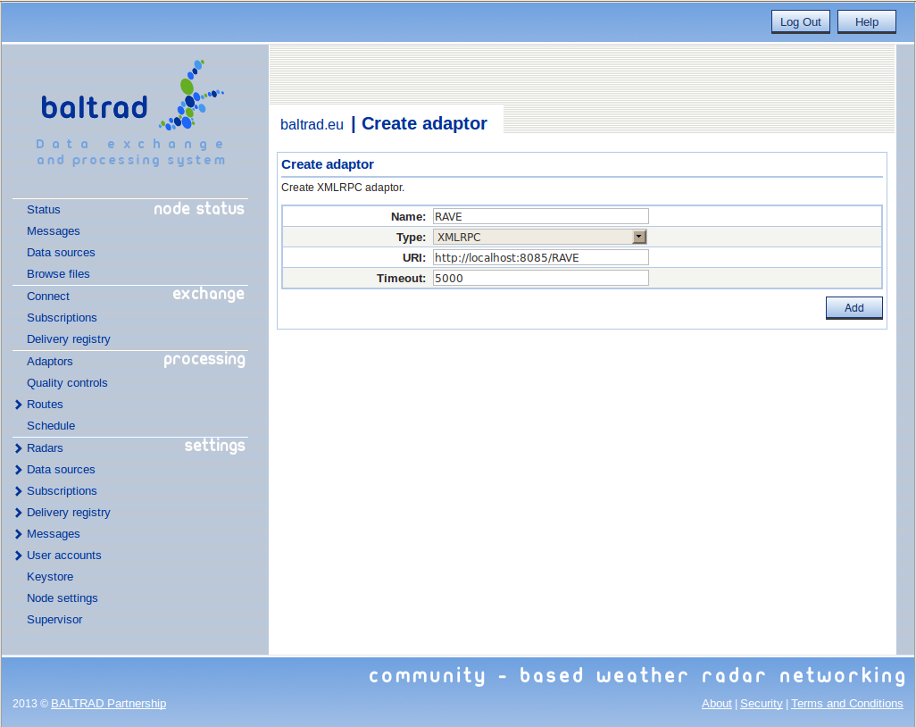 Log Out Help
baltrad
Data exchange
and processing system
baltrad.eu | Create adaptor
Create adaptor
Create XMLRPC adaptor.
Name: RAVE
Type: XMLRPC
URI: http://localhost:8085/RAVE
Timeout: 5000
Add
node status
Status
Messages
Data sources
Browse files
exchange
Connect
Subscriptions
Delivery registry
processing
Adaptors
Quality controls
Routes
Schedule
settings
Radars
Data sources
Subscriptions
Delivery registry
Messages
User accounts
Keystore
Node settings
Supervisor
community - based weather radar networking
2013 © BALTRAD Partnership
About | Security | Terms and Conditions